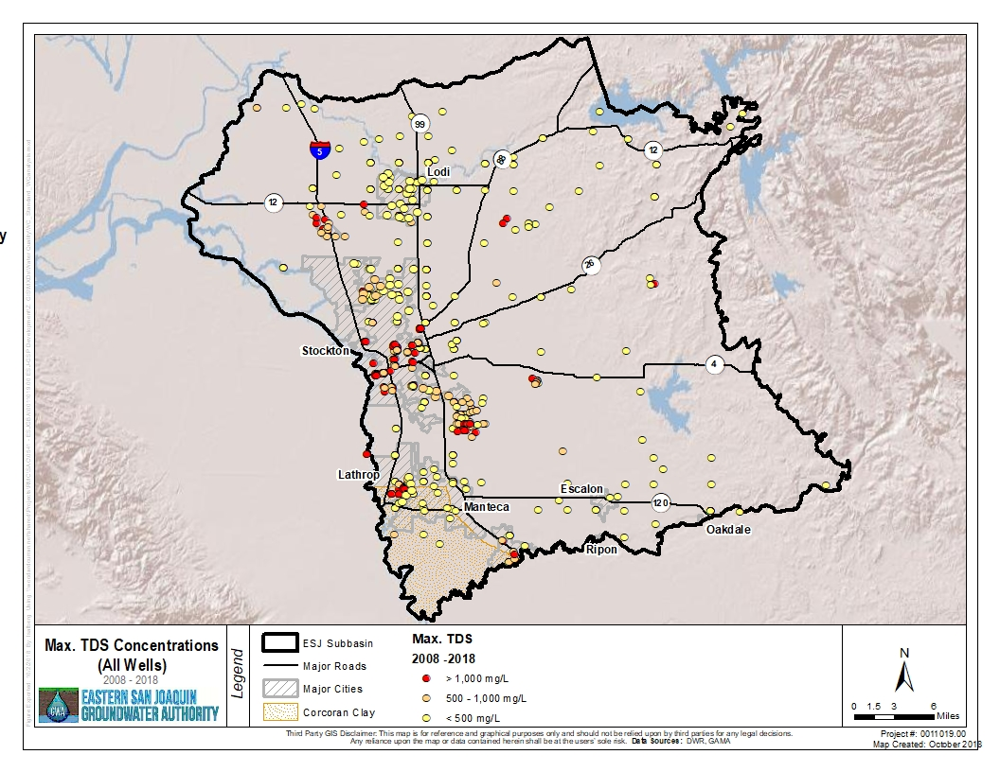 y
99
5
12
Lodi
88
12
26
4
Stockton
Lathrop
Escalon
120
Manteca
Oakdale
Ripon
Max. TDS Concentrations
(All Wells)
2008 - 2018
GWA
EASTERN SAN JOAQUIN
GROUNDWATER AUTHORITY
Legend
ESJ Subbasin
Major Roads
Major Cities
Corcoran Clay
Max. TDS
2008 -2018
> 1,000 mg/L
500 - 1,000 mg/L
< 500 mg/L
N
0 1.5 3 6
Miles
Third Party GIS Disclaimer: This map is for reference and graphical purposes only and should not be relied upon by third parties for any legal decisions.
Any reliance upon the map or data contained herein shall be at the users' sole risk. Data Sources: DWR, GAMA
Project #: 0011019.00
Map Created: October 2018